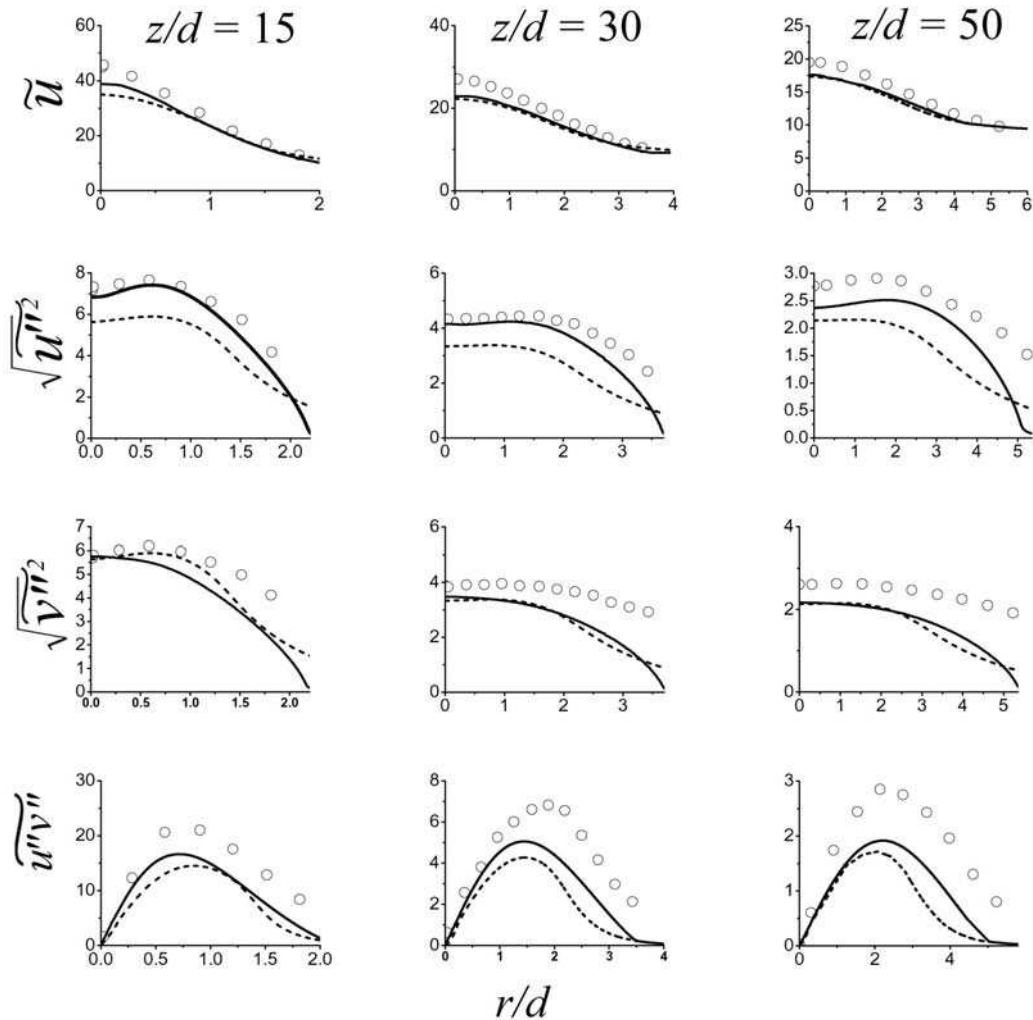 z/d = 15 z/d = 30 z/d = 50
ũ
60 40 20 0
0 1 2
40 20 0
0 1 2 3 4
25 20 15 10 5 0
0 1 2 3 4 5 6
√u″²
8 6 4 2 0
0.0 0.5 1.0 1.5 2.0
6 4 2 0
0 1 2 3
3.0 2.5 2.0 1.5 1.0 0.5 0.0
0 1 2 3 4 5
√v″²
7 6 5 4 3 2 1 0
0.0 0.5 1.0 1.5 2.0
6 4 2 0
0 1 2 3
4 2 0
0 1 2 3 4 5
u″v″
30 20 10 0
0.0 0.5 1.0 1.5 2.0
8 6 4 2 0
0 1 2 3 4
3 2 1 0
0 2 4
r/d